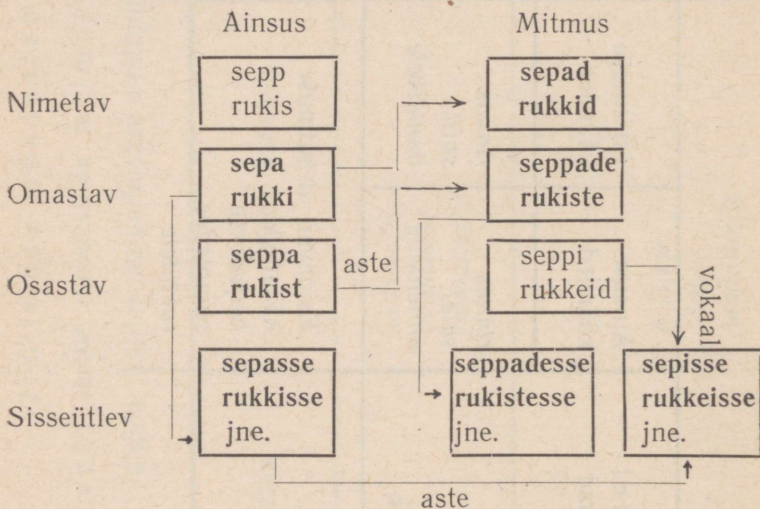 Ainsus Mitmus
Nimetav
sepp
rukis
sepad
rukkid
Omastav
sepa
rukki
seppade
rukiste
Osastav
seppa
rukist
aste
seppi
rukkeid
vokaal
Sisseütlev
sepasse
rukkisse
jne.
seppadesse
rukistesse
jne.
sepisse
rukkeisse
jne.
aste